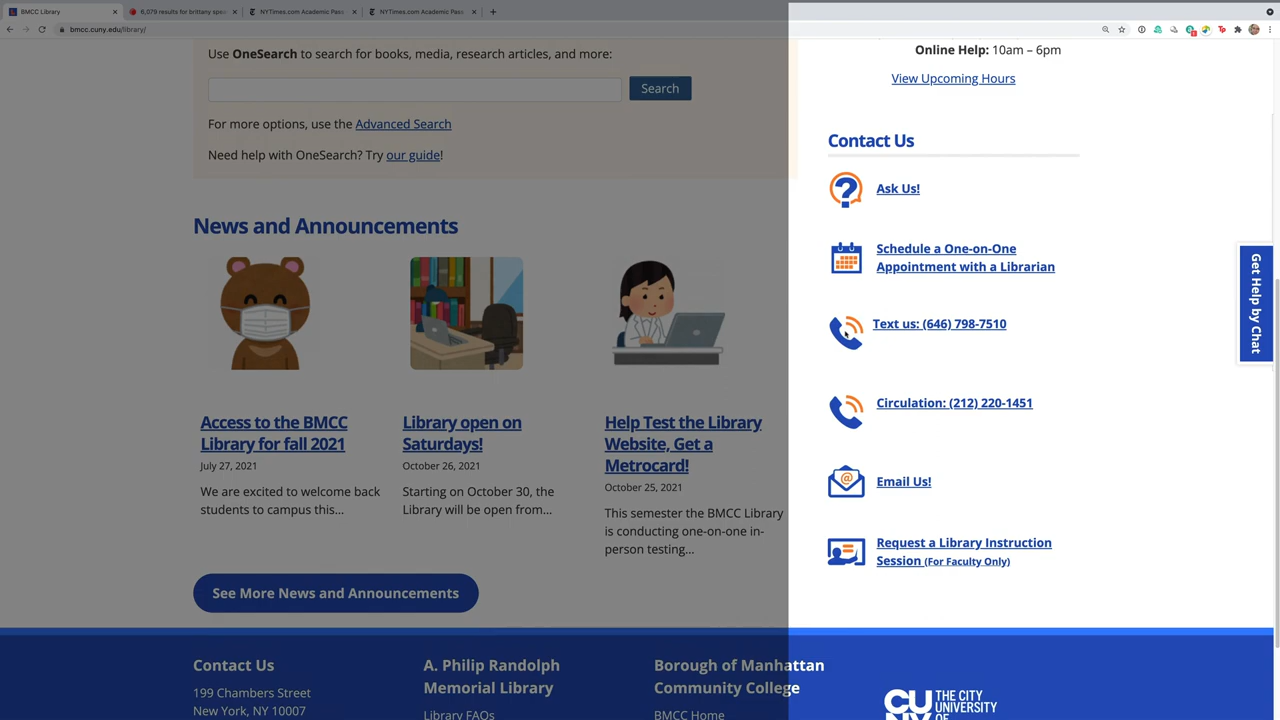 BMCC Library
6,079 results for brittany spe
NYTimes.com Academic Pass
NYTimes.com Academic Pass
bmcc.cuny.edu/library/
Use OneSearch to search for books, media, research articles, and more:
Search
For more options, use the Advanced Search
Need help with OneSearch? Try our guide!
News and Announcements
Access to the BMCC
Library for fall 2021
July 27, 2021
We are excited to welcome back
students to campus this...
Library open on
Saturdays!
October 26, 2021
Starting on October 30, the
Library will be open from...
Help Test the Library
Website, Get a
Metrocard!
October 25, 2021
This semester the BMCC Library
is conducting one-on-one in-
person testing...
See More News and Announcements
Online Help: 10am – 6pm
View Upcoming Hours
Contact Us
Ask Us!
Schedule a One-on-One
Appointment with a Librarian
Text us: (646) 798-7510
Circulation: (212) 220-1451
Email Us!
Request a Library Instruction
Session (For Faculty Only)
Get Help by Chat
Contact Us
199 Chambers Street
New York, NY 10007
A. Philip Randolph
Memorial Library
Library FAQs
Borough of Manhattan
Community College
BMCC Home
CUNY
THE CITY
UNIVERSITY
OF